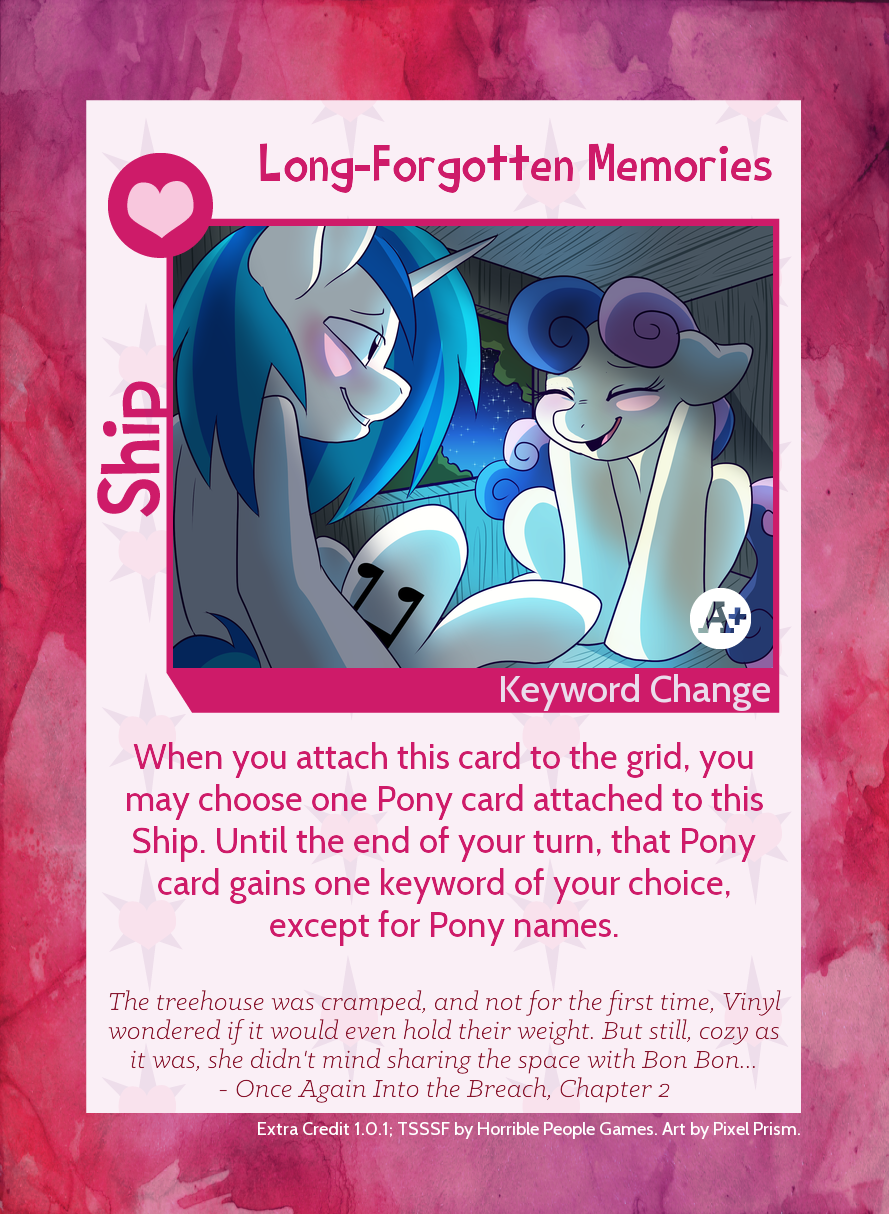 Long-Forgotten Memories
Ship
A+
Keyword Change
When you attach this card to the grid, you
may choose one Pony card attached to this
Ship. Until the end of your turn, that Pony
card gains one keyword of your choice,
except for Pony names.
The treehouse was cramped, and not for the first time, Vinyl
wondered if it would even hold their weight. But still, cozy as
it was, she didn't mind sharing the space with Bon Bon...
- Once Again Into the Breach, Chapter 2
Extra Credit 1.0.1; TSSSF by Horrible People Games. Art by Pixel Prism.